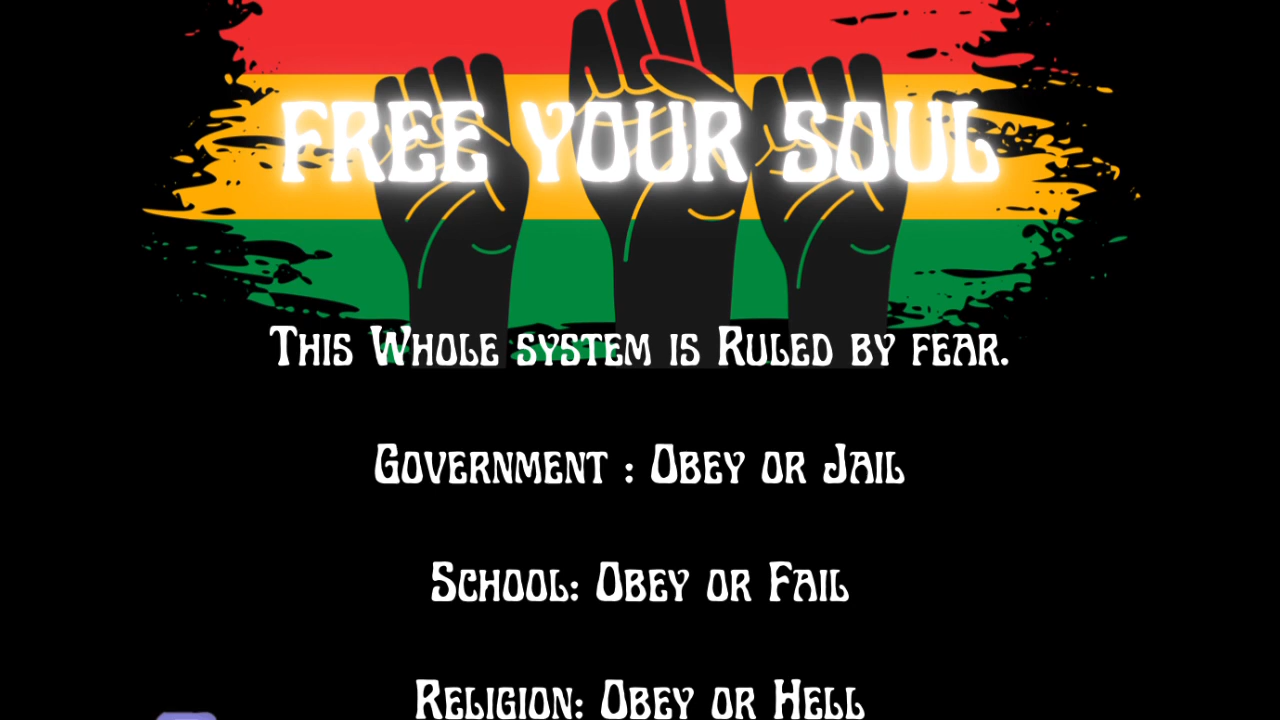 FREE YOUR SOUL
This Whole system is Ruled by fear.
Government : Obey or Jail
School: Obey or Fail
Religion: Obey or Hell